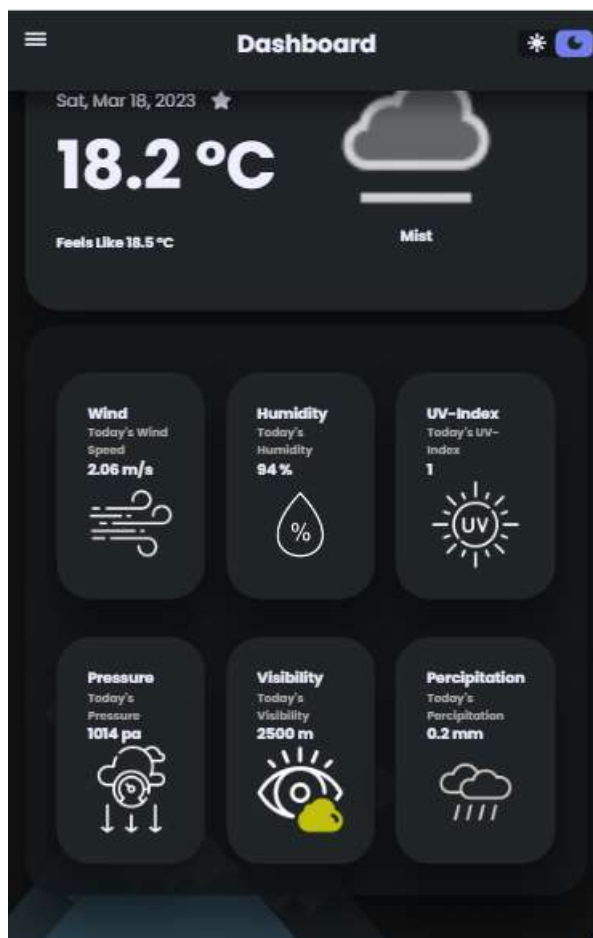 Dashboard
Sat, Mar 18, 2023
18.2 °C
Feels Like 18.5 °C
Mist
Wind
Today's Wind
Speed
2.06 m/s
Humidity
Today's
Humidity
94 %
%
UV-Index
Today's UV-
Index
1
UV
Pressure
Today's
Pressure
1014 pa
Visibility
Today's
Visibility
2500 m
Percipitation
Today's
Percipitation
0.2 mm